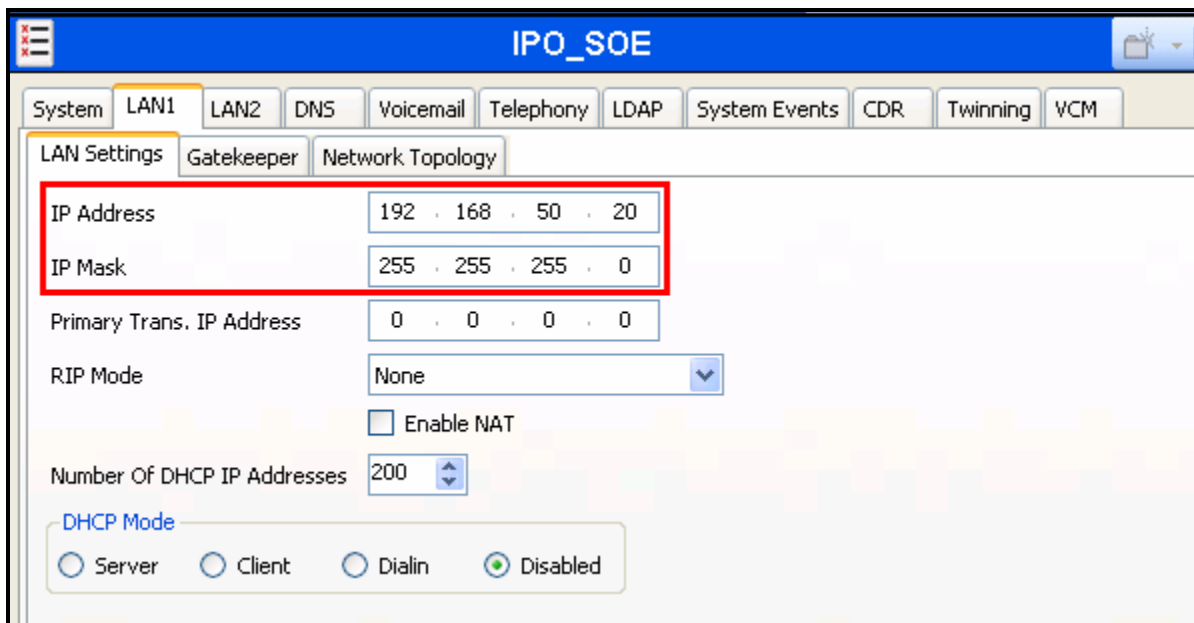 IPO_SOE
System LAN1 LAN2 DNS Voicemail Telephony LDAP System Events CDR Twinning VCM
LAN Settings Gatekeeper Network Topology
IP Address 192 . 168 . 50 . 20
IP Mask 255 . 255 . 255 . 0
Primary Trans. IP Address 0 . 0 . 0 . 0
RIP Mode None
Enable NAT
Number Of DHCP IP Addresses 200
DHCP Mode
Server Client Dialin Disabled